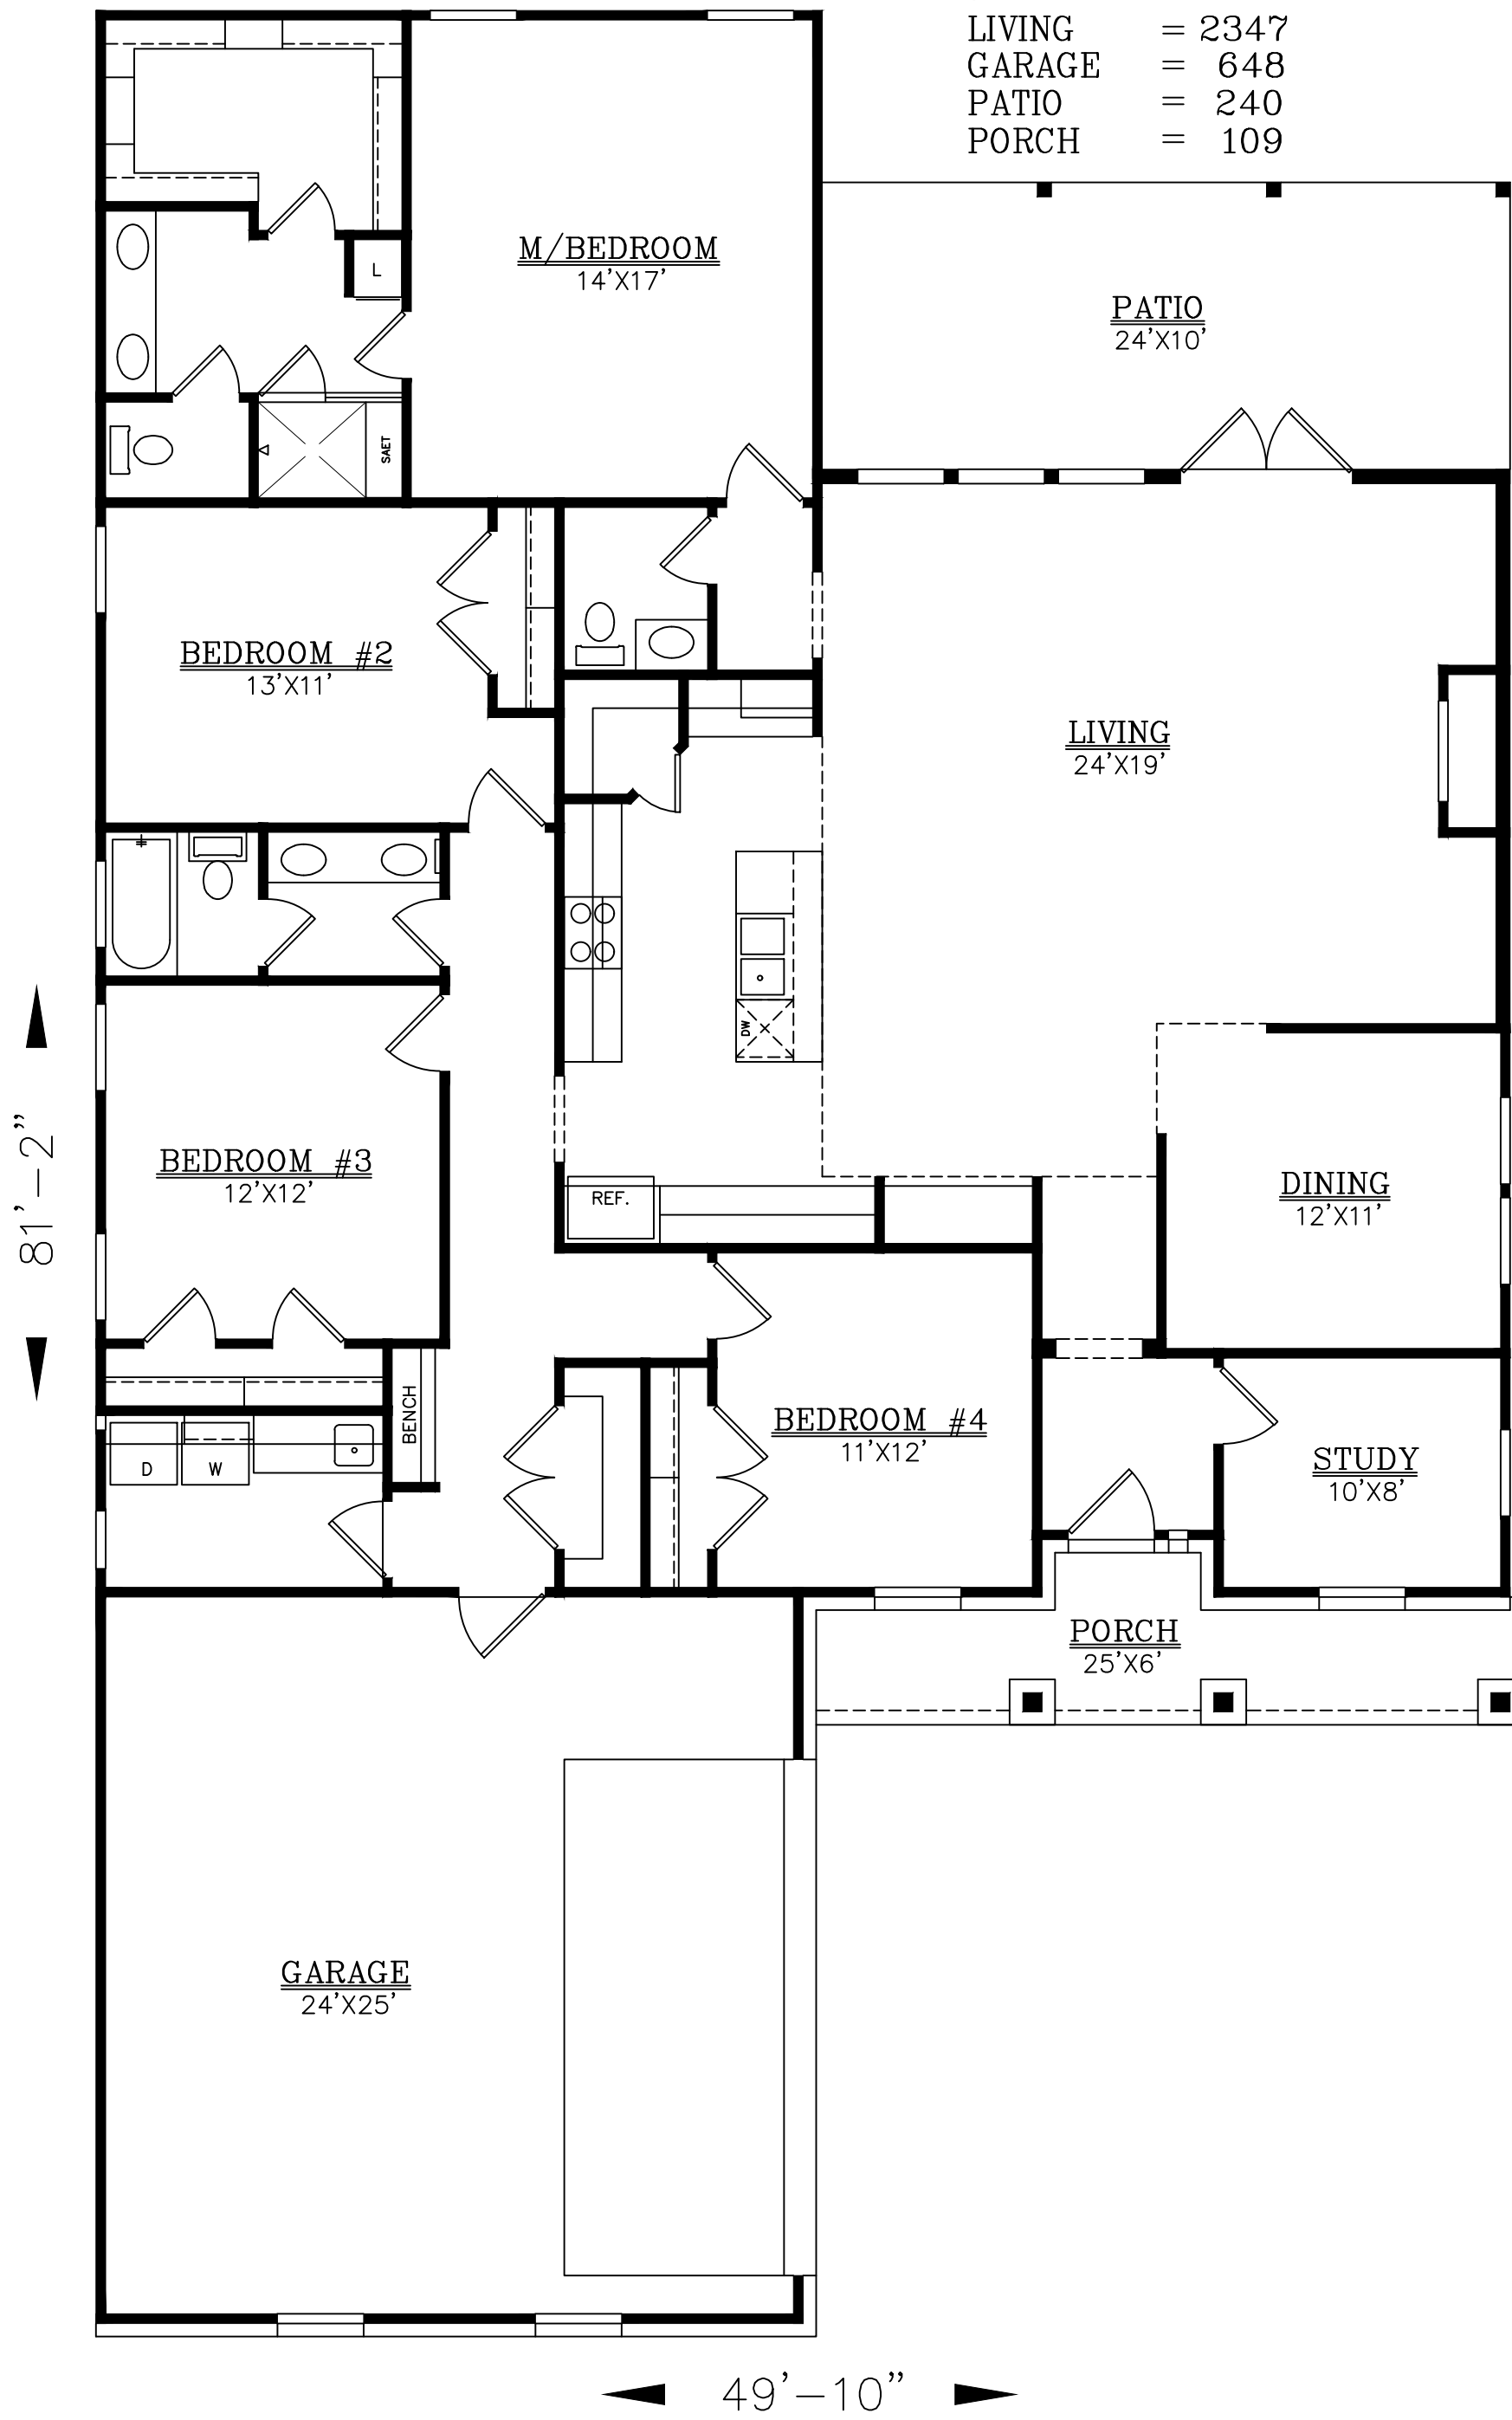 LIVING = 2347
GARAGE = 648
PATIO = 240
PORCH = 109
M/BEDROOM
14'X17'
L
PATIO
24'X10'
SAET
BEDROOM #2
13'X11'
LIVING
24'X19'
DW
BEDROOM #3
12'X12'
REF.
DINING
12'X11'
81'-2"
BENCH
BEDROOM #4
11'X12'
STUDY
10'X8'
D
W
PORCH
25'X6'
GARAGE
24'X25'
49'-10"